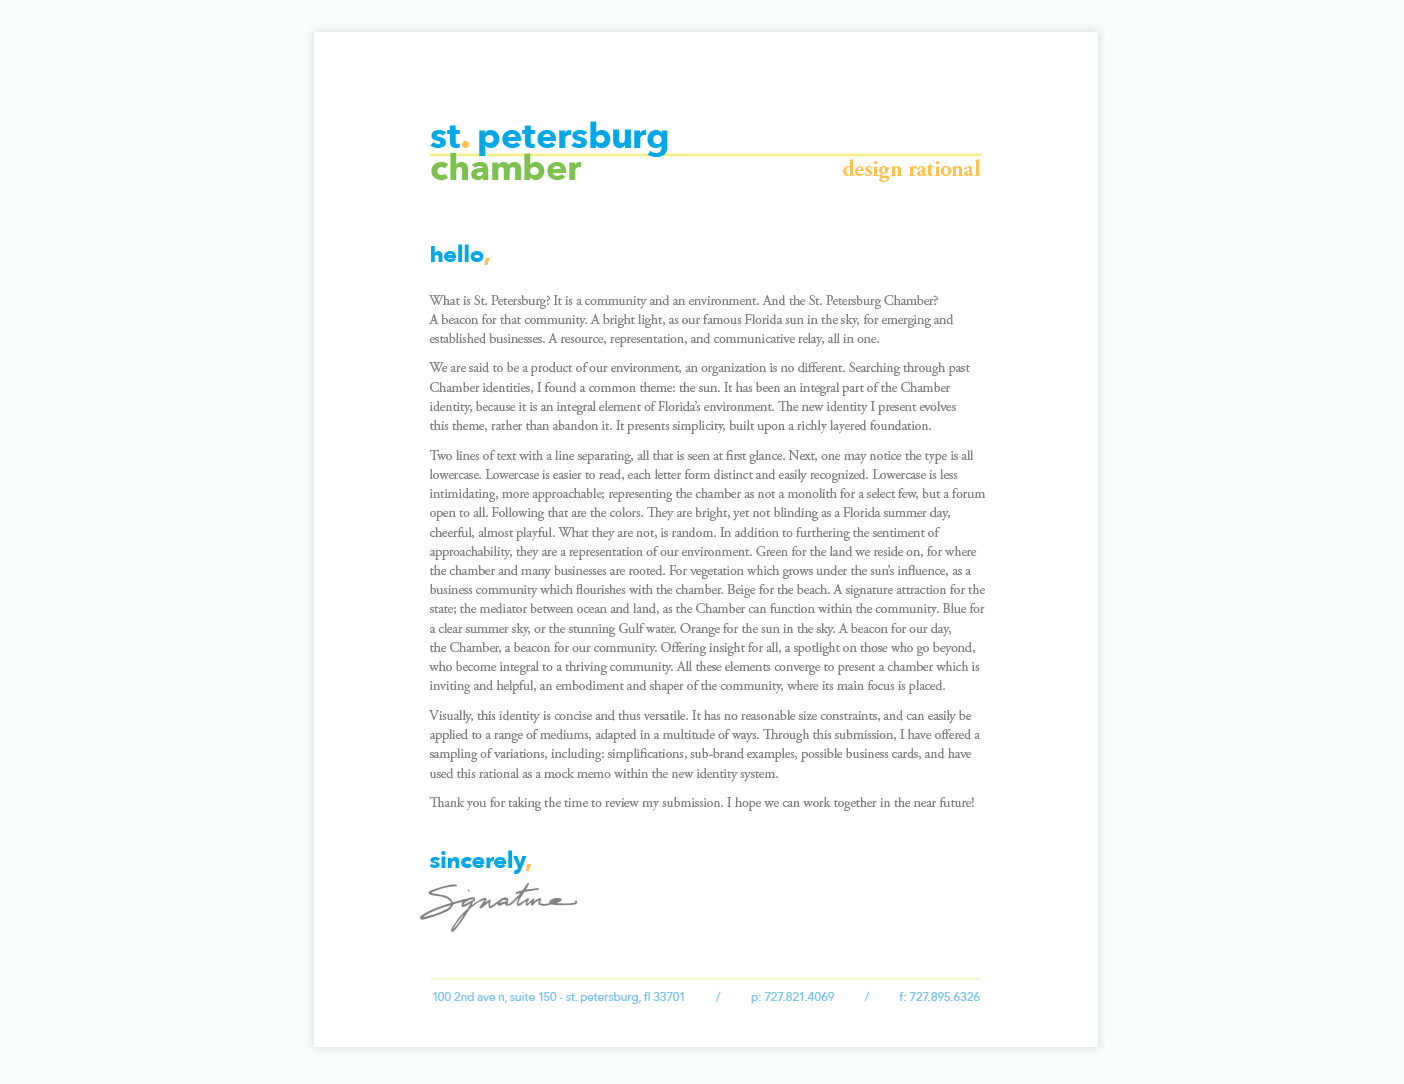 st. petersburg
chamber
design rational
hello,
What is St. Petersburg? It is a community and an environment. And the St. Petersburg Chamber?
A beacon for that community. A bright light, as our famous Florida sun in the sky, for emerging and
established businesses. A resource, representation, and communicative relay, all in one.
We are said to be a product of our environment, an organization is no different. Searching through past
Chamber identities, I found a common theme: the sun. It has been an integral part of the Chamber
identity, because it is an integral element of Florida's environment. The new identity I present evolves
this theme, rather than abandon it. It presents simplicity, built upon a richly layered foundation.
Two lines of text with a line separating, all that is seen at first glance. Next, one may notice the type is all
lowercase. Lowercase is easier to read, each letter form distinct and easily recognized. Lowercase is less
intimidating, more approachable; representing the chamber as not a monolith for a select few, but a forum
open to all. Following that are the colors. They are bright, yet not blinding as a Florida summer day,
cheerful, almost playful. What they are not, is random. In addition to furthering the sentiment of
approachability, they are a representation of our environment. Green for the land we reside on, for where
the chamber and many businesses are rooted. For vegetation which grows under the sun's influence, as a
business community which flourishes with the chamber. Beige for the beach. A signature attraction for the
state; the mediator between ocean and land, as the Chamber can function within the community. Blue for
a clear summer sky, or the stunning Gulf water. Orange for the sun in the sky. A beacon for our day,
the Chamber, a beacon for our community. Offering insight for all, a spotlight on those who go beyond,
who become integral to a thriving community. All these elements converge to present a chamber which is
inviting and helpful, an embodiment and shaper of the community, where its main focus is placed.
Visually, this identity is concise and thus versatile. It has no reasonable size constraints, and can easily be
applied to a range of mediums, adapted in a multitude of ways. Through this submission, I have offered a
sampling of variations, including: simplifications, sub-brand examples, possible business cards, and have
used this rational as a mock memo within the new identity system.
Thank you for taking the time to review my submission. I hope we can work together in the near future!
sincerely,
Signature
100 2nd ave n, suite 150 - st. petersburg, fl 33701 / p: 727.821.4069 / f: 727.895.6326